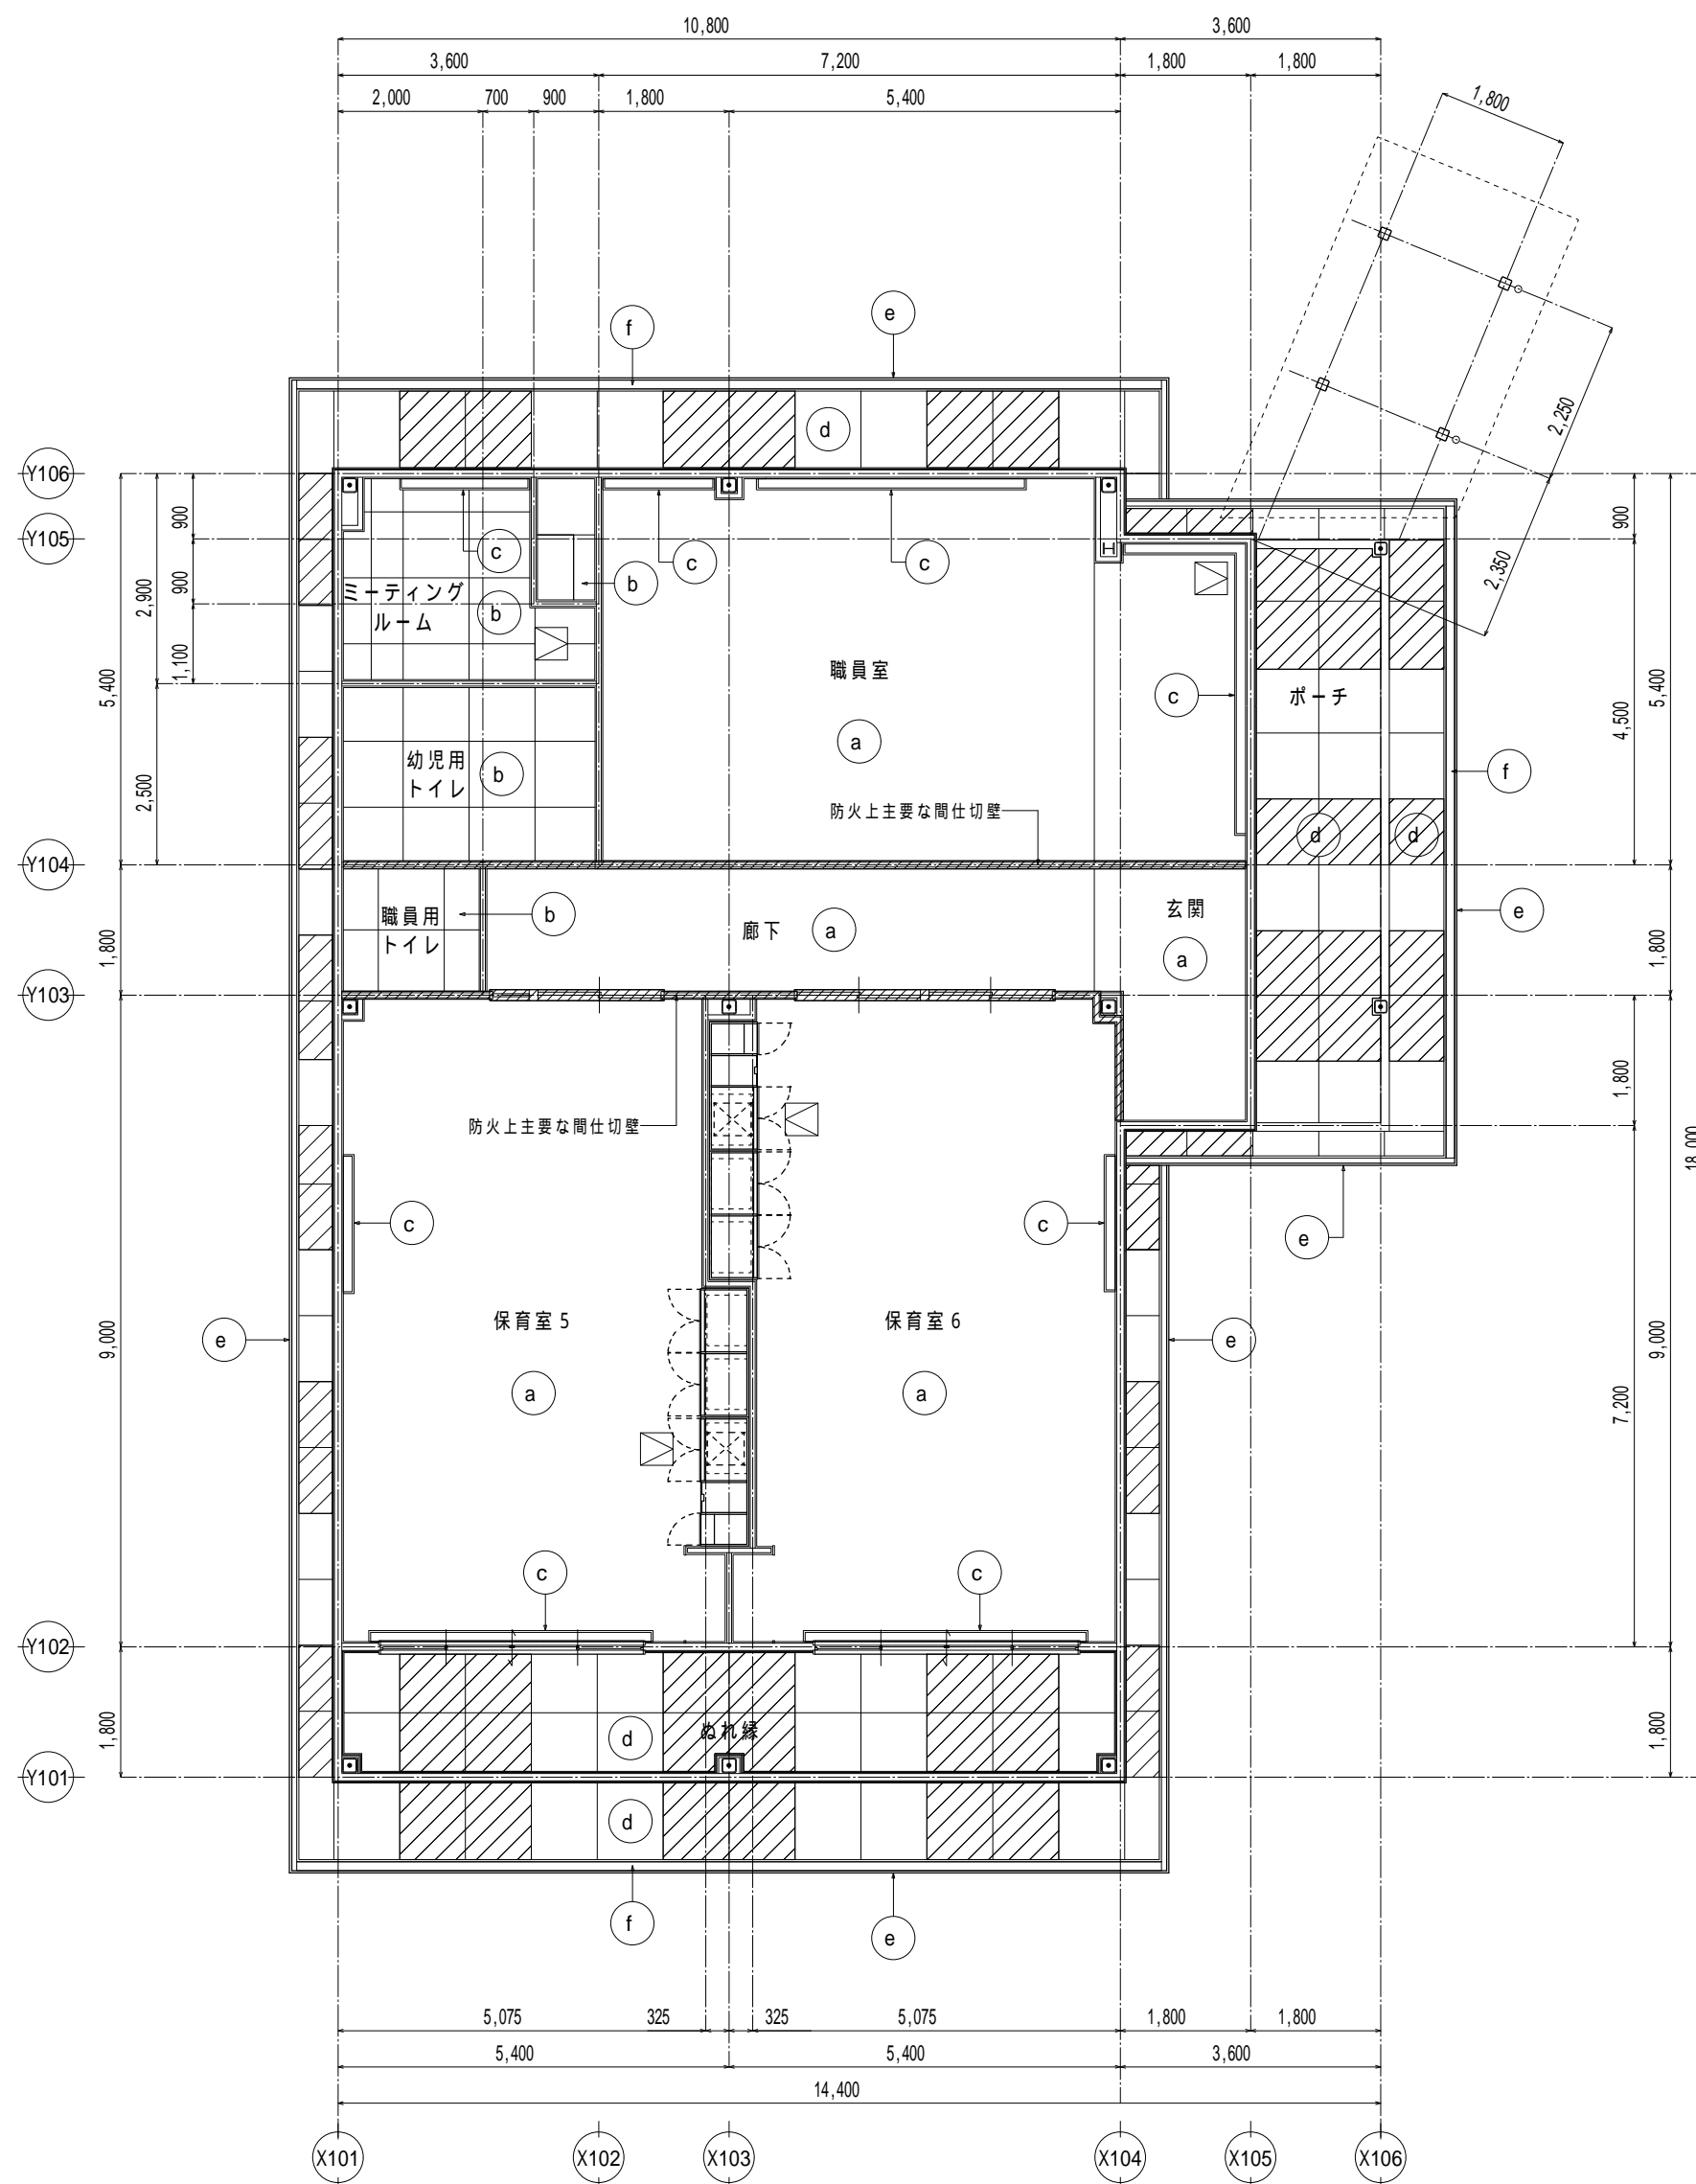 10,800
3,600
3,600
7,200
1,800
1,800
2,000
700
900
1,800
5,400
1,800
f
e
d
2,250
Y106
900
900
Y105
c
c
c
b
2,350
2,900
900
ミーティング
ルーム
b
1,100
5,400
職員室
c
ポーチ
4,500
5,400
a
f
幼児用
トイレ
b
2,500
防火上主要な間仕切壁
d
d
Y104
職員用
トイレ
b
廊下
a
玄関
a
e
1,800
1,800
Y103
1,800
防火上主要な間仕切壁
18,000
c
c
e
保育室5
保育室6
e
e
9,000
9,000
a
a
7,200
c
c
Y102
ぬれ縁
d
1,800
1,800
Y101
d
f
e
5,075
325
325
5,075
1,800
1,800
5,400
5,400
3,600
14,400
X101
X102
X103
X104
X105
X106